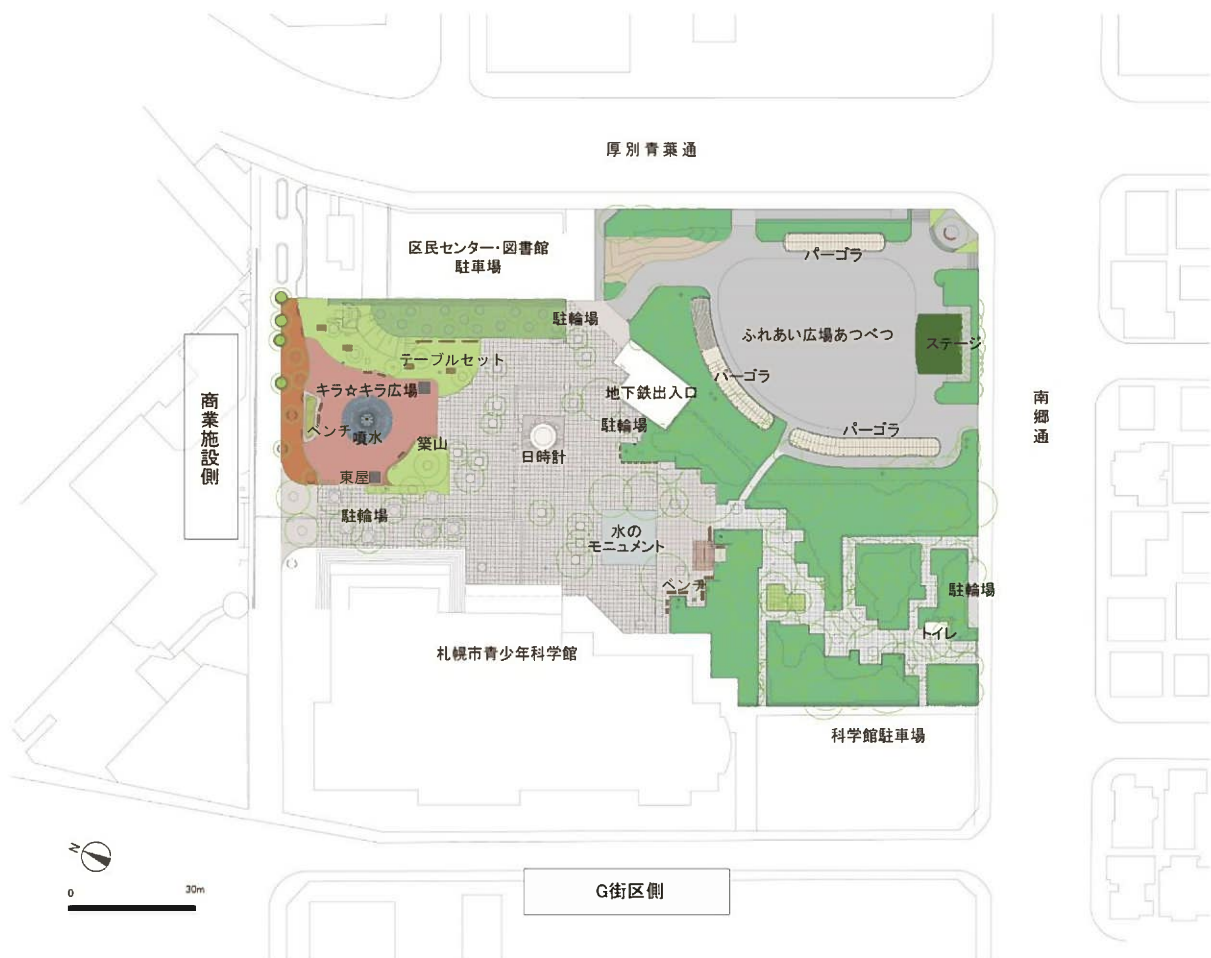 厚別青葉通
区民センター・図書館
駐車場
パーゴラ
駐輪場
ふれあい広場あつべつ
ステージ
テーブルセット
パーゴラ
キラ☆キラ広場
地下鉄出入口
商業施設側
南郷通
ベンチ
噴水
築山
駐輪場
パーゴラ
日時計
東屋
駐輪場
水の
モニュメント
ベンチ
駐輪場
トイレ
札幌市青少年科学館
科学館駐車場
N
0
30m
G街区側